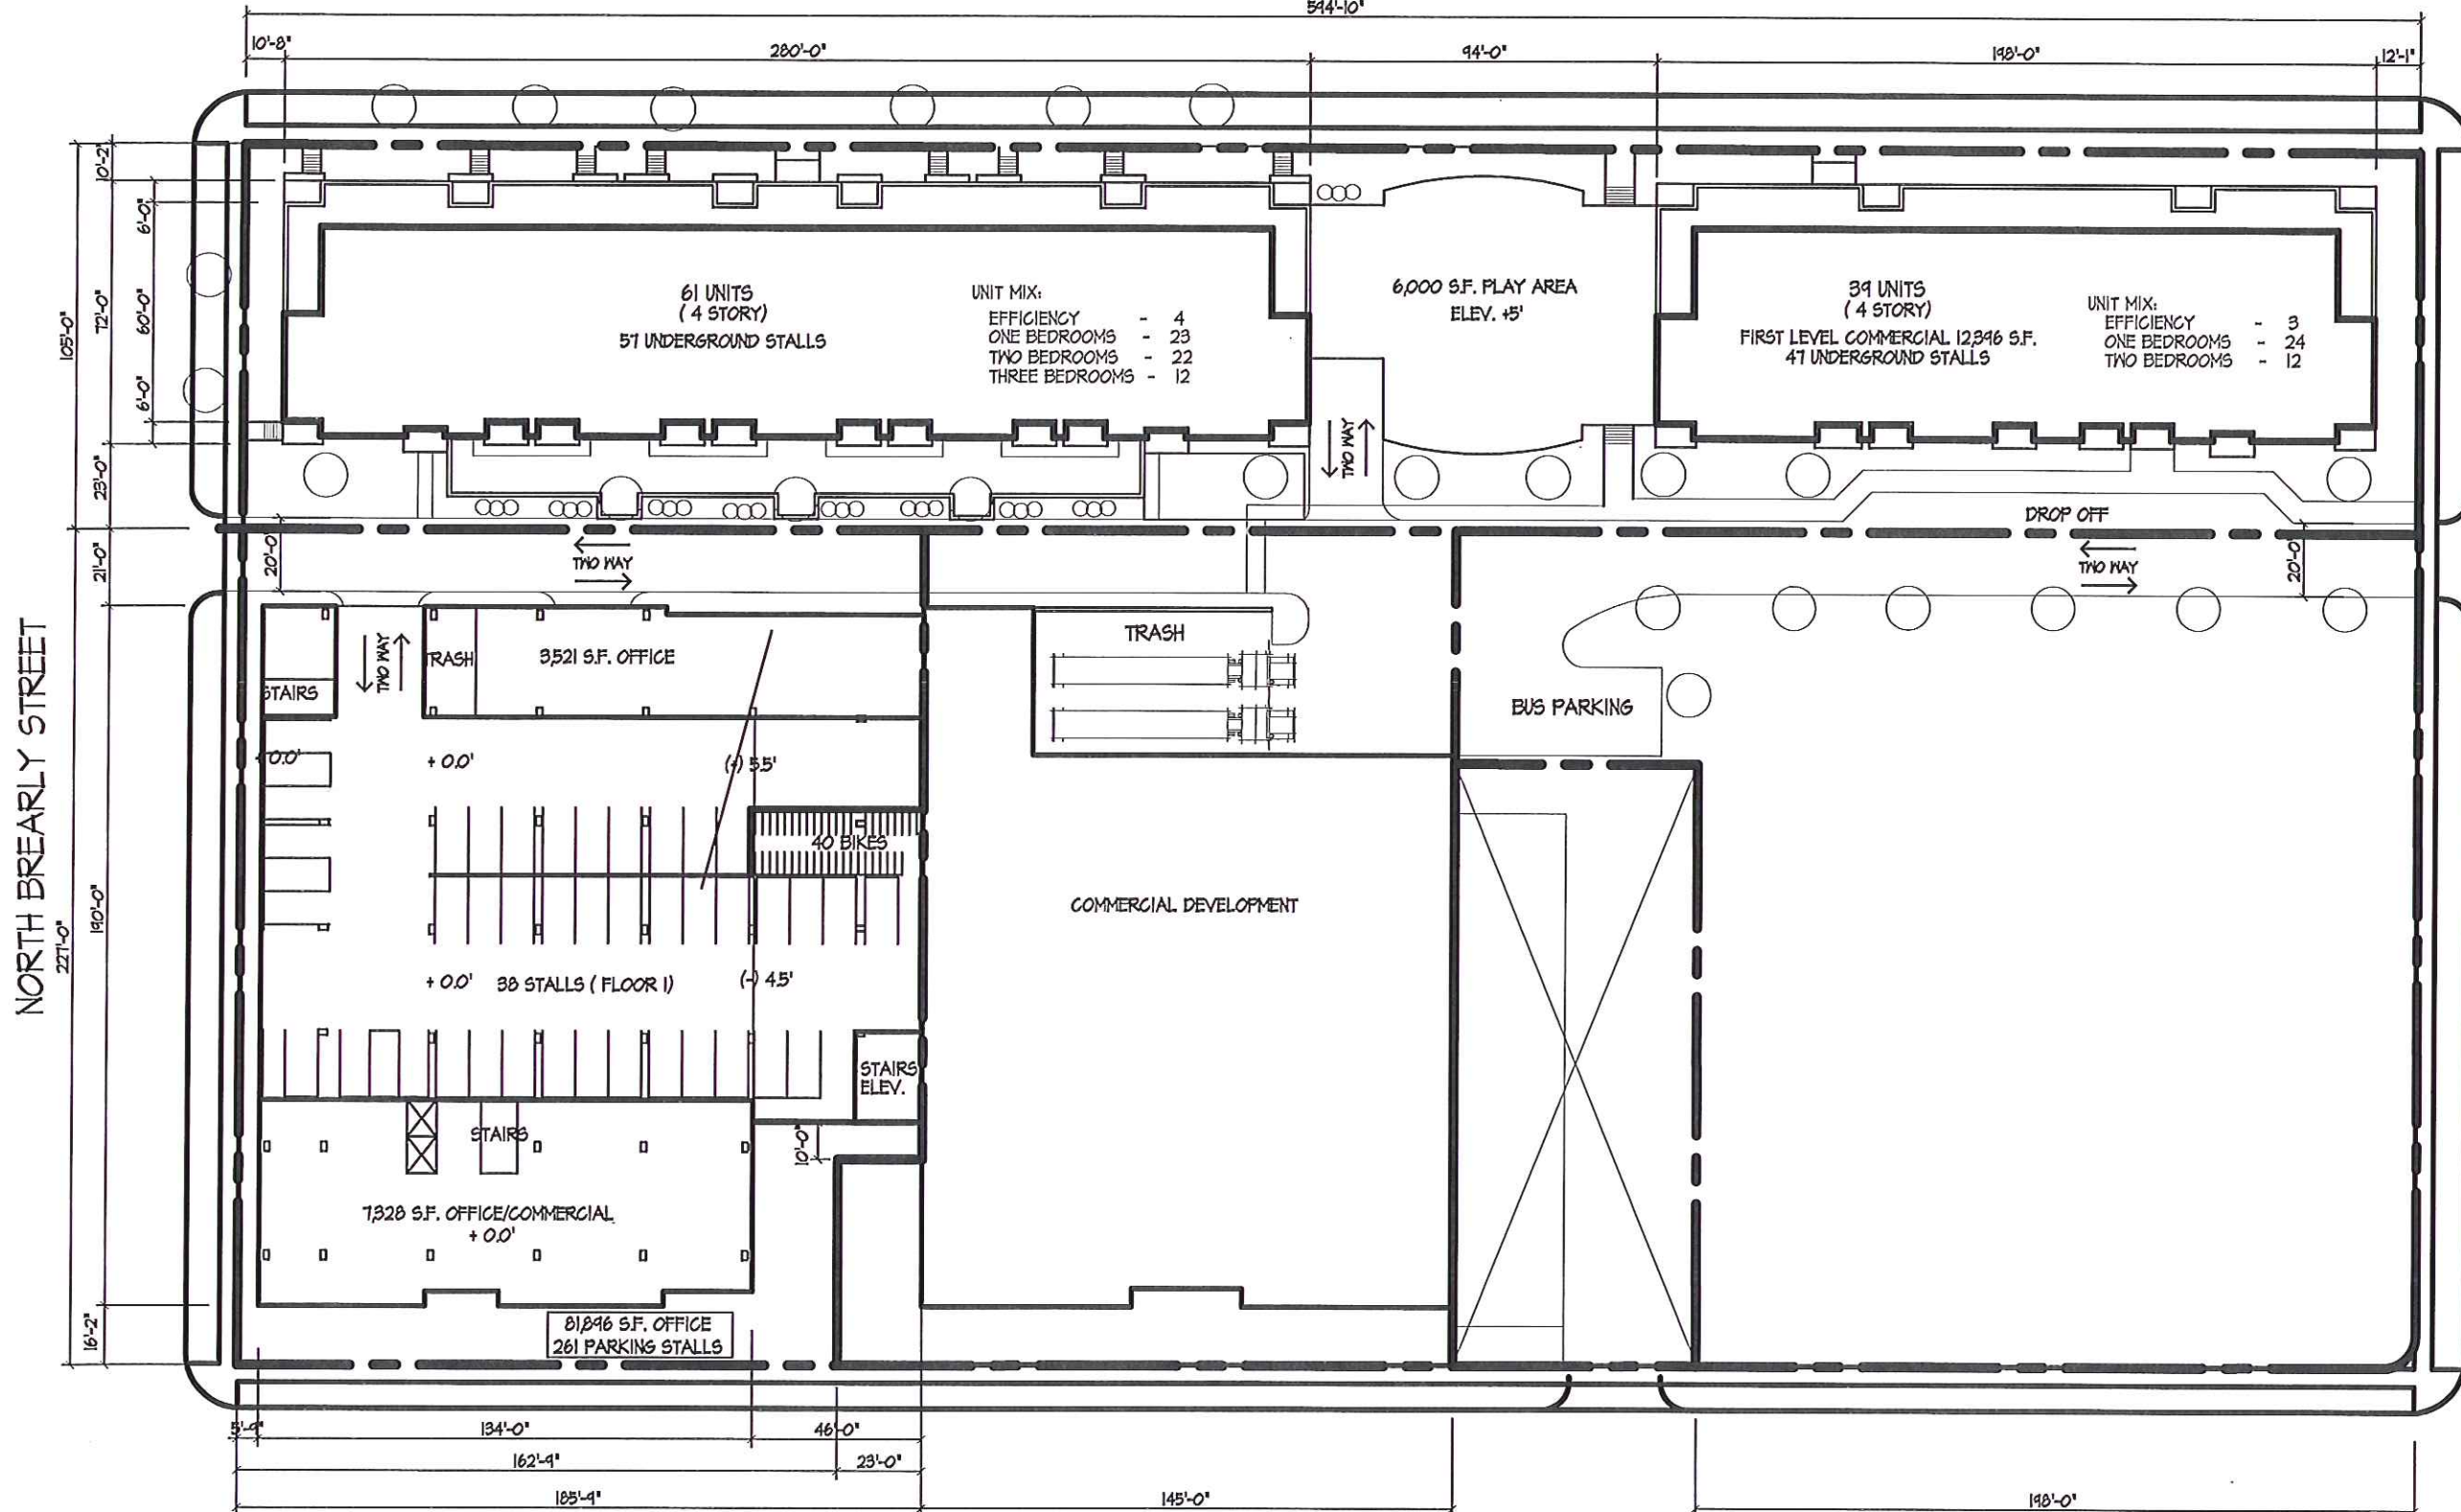 594'-10"
10'-8"
280'-0"
94'-0"
198'-0"
12'-1"
10'-2"
6'-0"
72'-0"
60'-0"
105'-0"
6'-0"
23'-0"
61 UNITS
( 4 STORY)
57 UNDERGROUND STALLS
UNIT MIX:
EFFICIENCY - 4
ONE BEDROOMS - 23
TWO BEDROOMS - 22
THREE BEDROOMS - 12
6,000 S.F. PLAY AREA
ELEV. +5'
39 UNITS
( 4 STORY)
FIRST LEVEL COMMERCIAL 12,396 S.F.
47 UNDERGROUND STALLS
UNIT MIX:
EFFICIENCY - 3
ONE BEDROOMS - 24
TWO BEDROOMS - 12
TWO WAY
DROP OFF
21'-0"
20'-0"
TWO WAY
TWO WAY
20'-0"
NORTH BREARLY STREET
227'-0"
190'-0"
16'-2"
STAIRS
TWO WAY
TRASH
3,521 S.F. OFFICE
TRASH
BUS PARKING
+ 0.0'
+ 0.0'
(+) 5.5'
40 BIKES
COMMERCIAL DEVELOPMENT
+ 0.0'
38 STALLS ( FLOOR 1)
(-) 4.5'
STAIRS
ELEV.
STAIRS
10'-0"
7,328 S.F. OFFICE/COMMERCIAL
+ 0.0'
81,896 S.F. OFFICE
261 PARKING STALLS
5'-9"
134'-0"
46'-0"
162'-9"
23'-0"
185'-9"
145'-0"
198'-0"